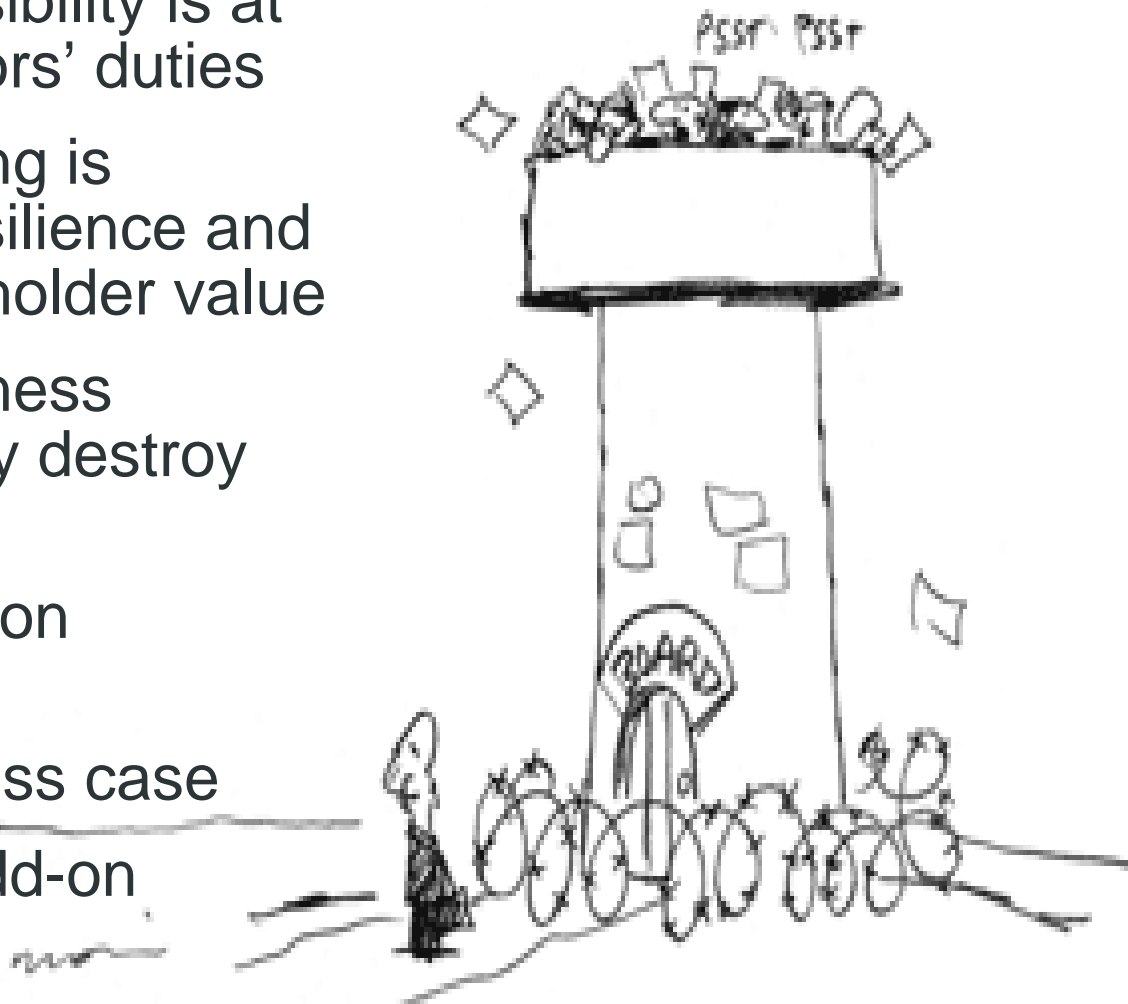 sibility is at
ors’ duties
ng is
silience and
holder value
ness
y destroy
on
ss case
dd-on
PSST PSST
BOARD